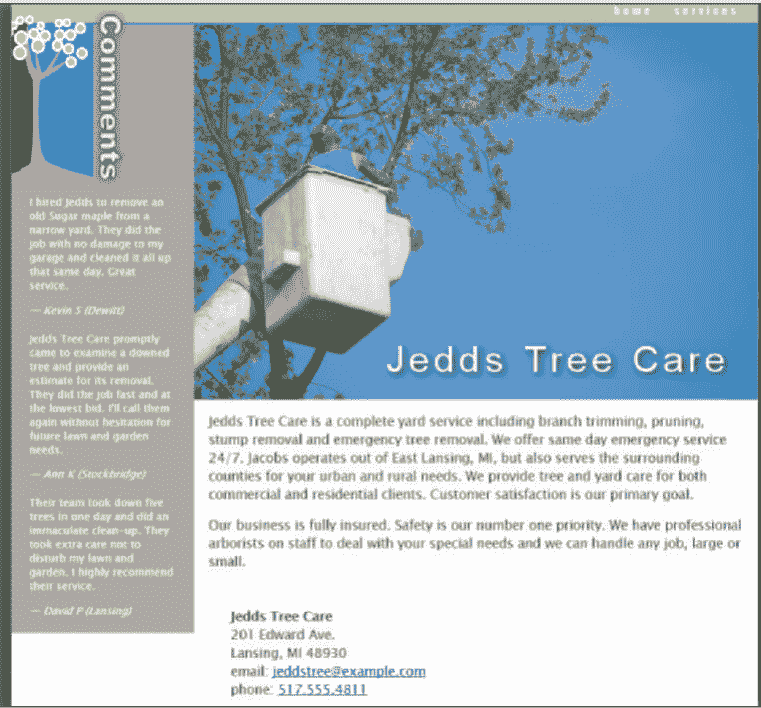 home services
Comments
I hired Jedds to remove an
old Sugar maple from a
narrow yard. They did the
job with no damage to my
garage and cleaned it all up
that same day. Great
service.
— Kevin S (Dewitt)
Jedds Tree Care promptly
came to examine a downed
tree and provide an
estimate for its removal.
They did the job fast and at
the lowest bid. I'll call them
again without hesitation for
future lawn and garden
needs.
— Ann K (Stockbridge)
Their team took down five
trees in one day and did an
immaculate clean-up. They
took extra care not to
disturb my lawn and
garden. I highly recommend
their service.
— David P (Lansing)
Jedds Tree Care
Jedds Tree Care is a complete yard service including branch trimming, pruning,
stump removal and emergency tree removal. We offer same day emergency service
24/7. Jacobs operates out of East Lansing, MI, but also serves the surrounding
counties for your urban and rural needs. We provide tree and yard care for both
commercial and residential clients. Customer satisfaction is our primary goal.
Our business is fully insured. Safety is our number one priority. We have professional
arborists on staff to deal with your special needs and we can handle any job, large or
small.
Jedds Tree Care
201 Edward Ave.
Lansing, MI 48930
email: jeddstree@example.com
phone: 517.555.4811